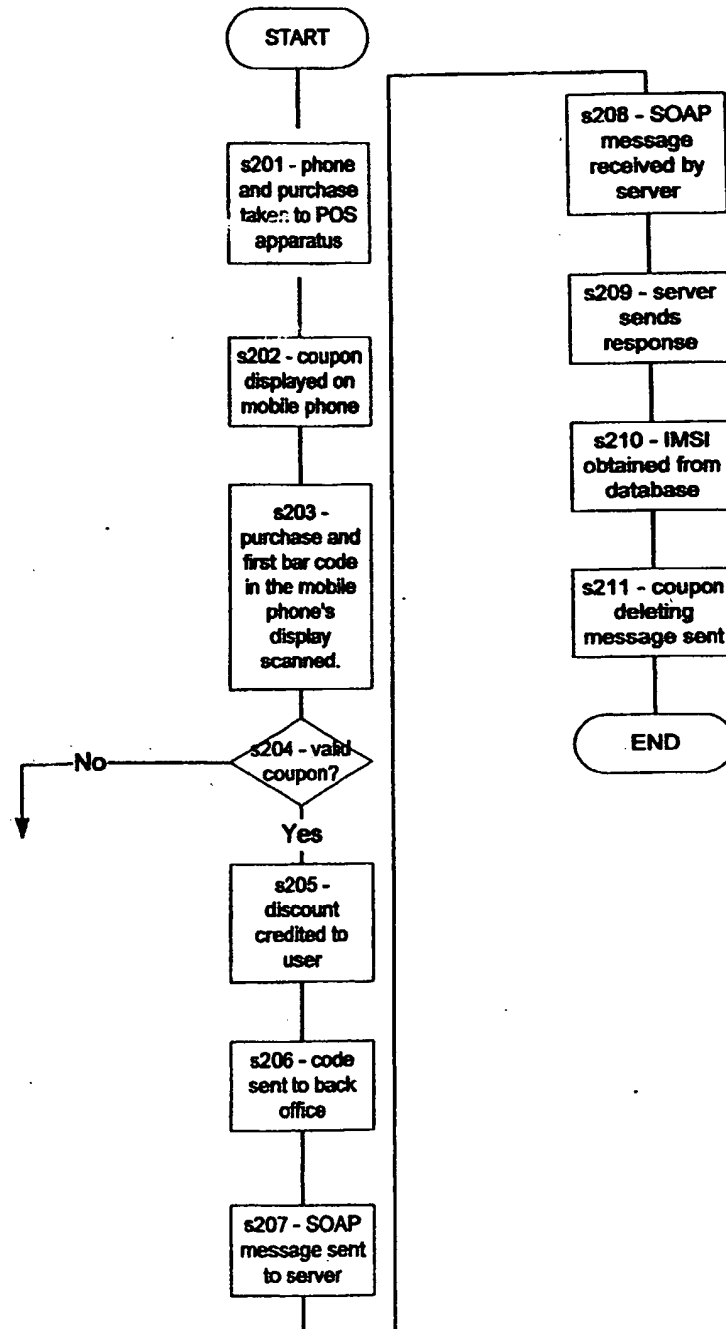 START
s201 - phone
and purchase
taken to POS
apparatus
s202 - coupon
displayed on
mobile phone
s203 -
purchase and
first bar code
in the mobile
phone's
display
scanned.
s204 - valid
coupon?
No
Yes
s205 -
discount
credited to
user
s206 - code
sent to back
office
s207 - SOAP
message sent
to server
s208 - SOAP
message
received by
server
s209 - server
sends
response
s210 - IMSI
obtained from
database
s211 - coupon
deleting
message sent
END